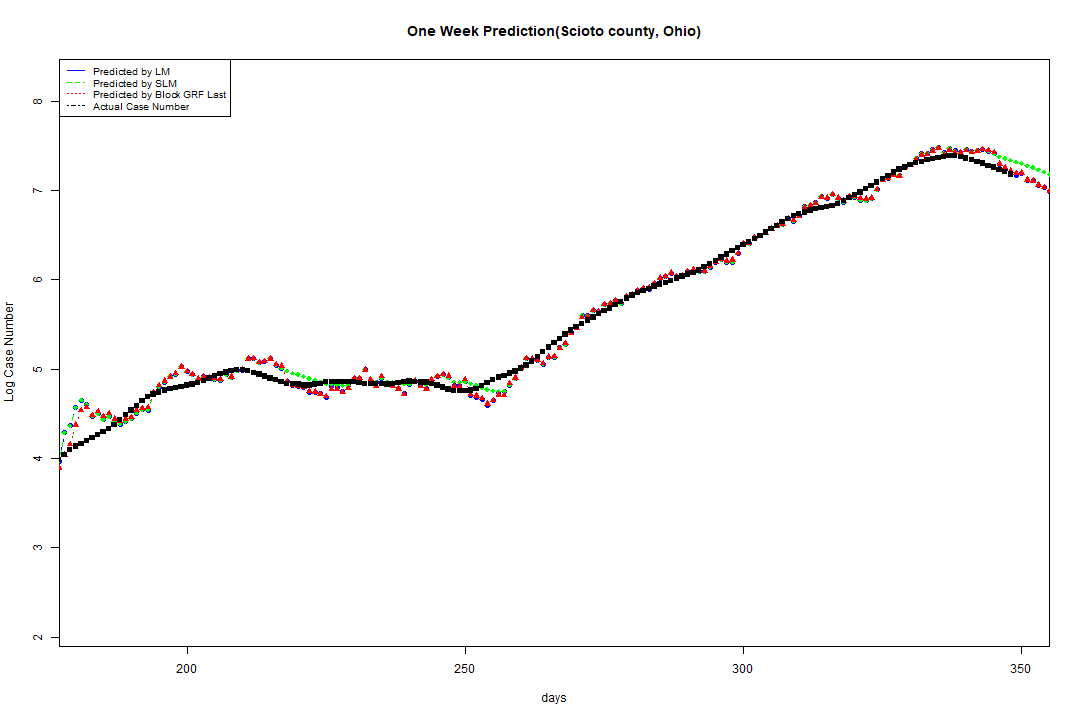 One Week Prediction(Scioto county, Ohio)
Predicted by LM
Predicted by SLM
Predicted by Block GRF Last
Actual Case Number
8
7
6
5
4
3
2
Log Case Number
200
250
300
350
days